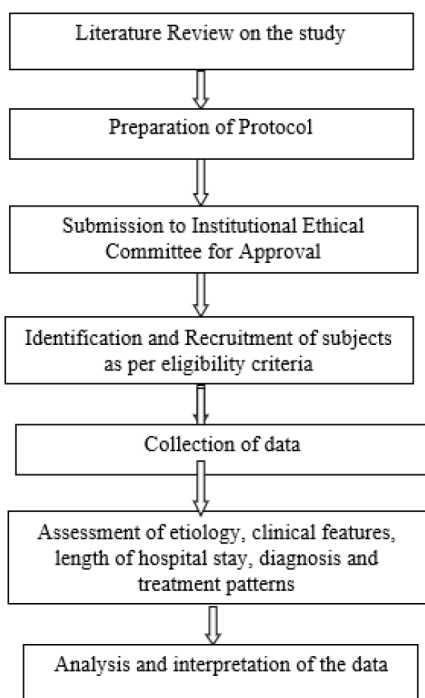 Literature Review on the study
Preparation of Protocol
Submission to Institutional Ethical
Committee for Approval
Identification and Recruitment of subjects
as per eligibility criteria
Collection of data
Assessment of etiology, clinical features,
length of hospital stay, diagnosis and
treatment patterns
Analysis and interpretation of the data